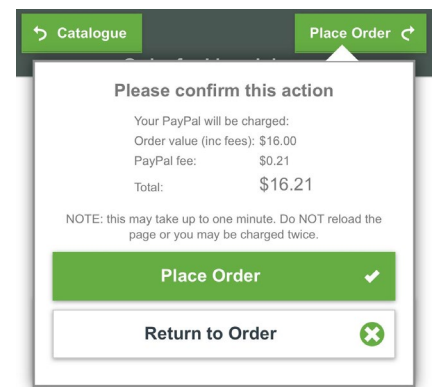 Catalogue
Place Order
Please confirm this action
Your PayPal will be charged:
Order value (inc fees): $16.00
PayPal fee: $0.21
Total: $16.21
NOTE: this may take up to one minute. Do NOT reload the
page or you may be charged twice.
Place Order
Return to Order